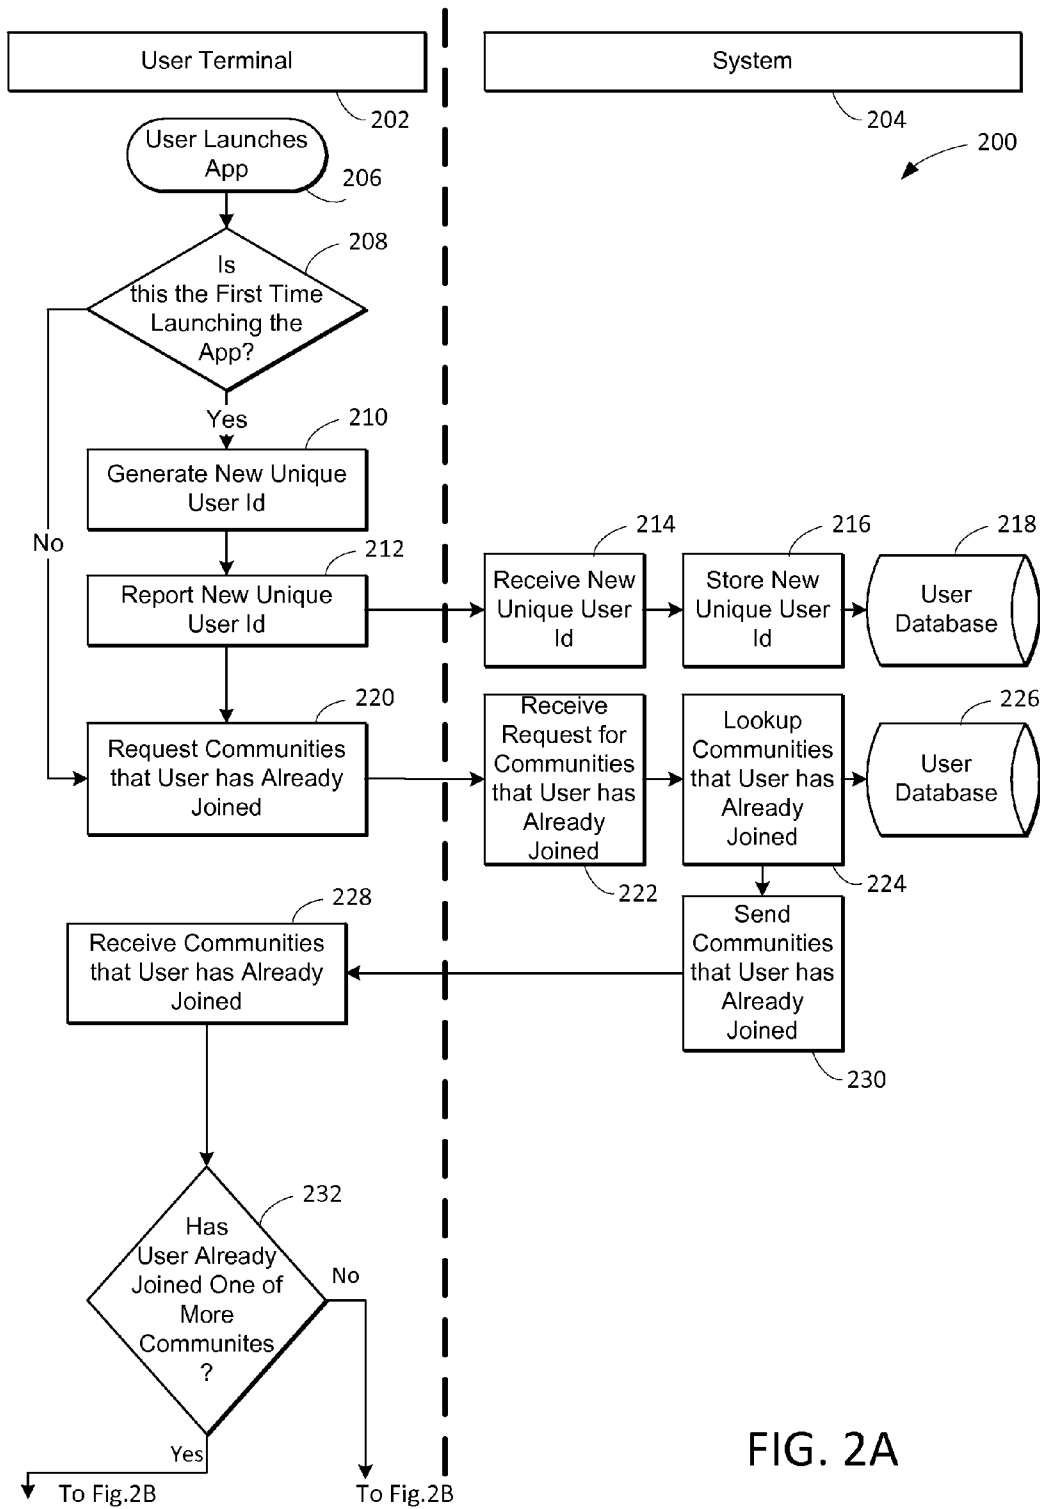 User Terminal
System
202
204
200
User Launches
App
206
208
Is
this the First Time
Launching the
App?
Yes
No
210
Generate New Unique
User Id
212
Report New Unique
User Id
214
Receive New
Unique User
Id
216
Store New
Unique User
Id
218
User
Database
220
Request Communities
that User has Already
Joined
Receive
Request for
Communities
that User has
Already
Joined
222
Lookup
Communities
that User has
Already
Joined
224
226
User
Database
228
Receive Communities
that User has Already
Joined
Send
Communities
that User has
Already
Joined
230
232
Has
User Already
Joined One of
More
Communites
?
No
Yes
To Fig.2B
To Fig.2B
FIG. 2A